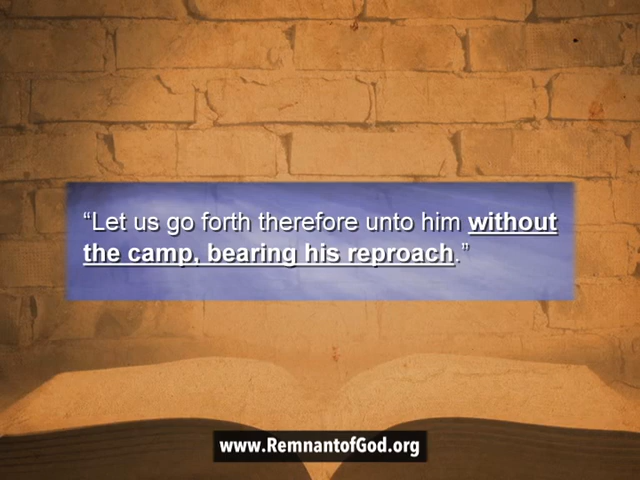 “Let us go forth therefore unto him without
the camp, bearing his reproach.”
www.RemnantofGod.org